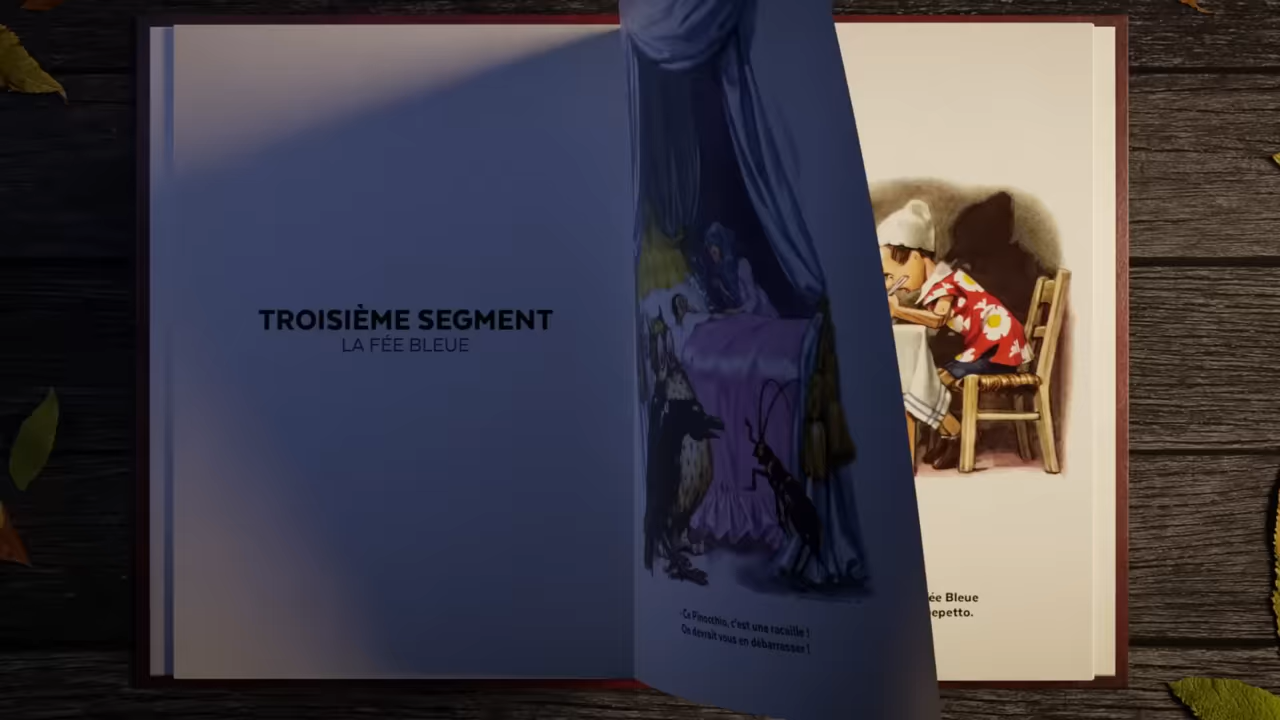 TROISIÈME SEGMENT
LA FÉE BLEUE
-Ce Pinocchio, c'est une racaille !
On devrait vous en débarrasser !
ée Bleue
epetto.